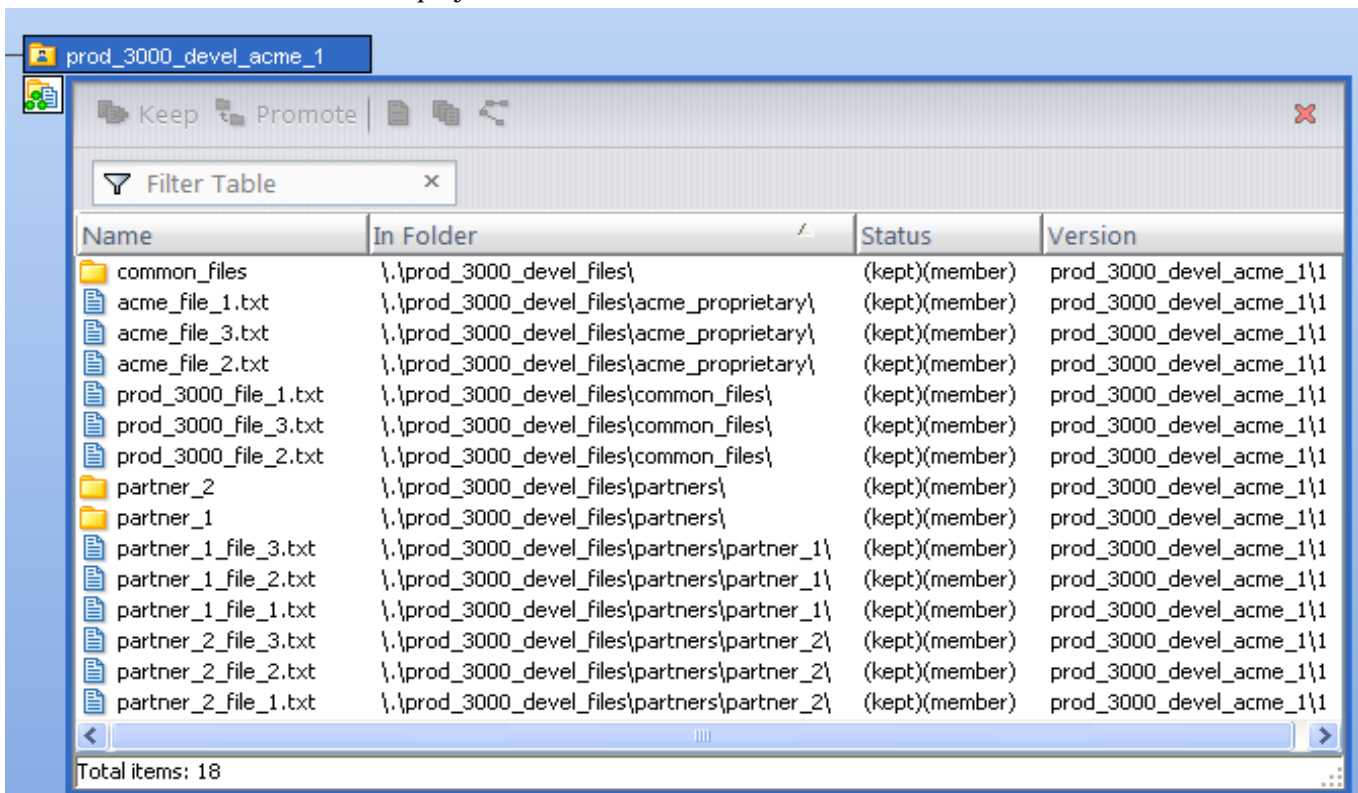 prod_3000_devel_acme_1
Keep Promote
Filter Table ×
Name In Folder Status Version
common_files \.\prod_3000_devel_files\ (kept)(member) prod_3000_devel_acme_1\1
acme_file_1.txt \.\prod_3000_devel_files\acme_proprietary\ (kept)(member) prod_3000_devel_acme_1\1
acme_file_3.txt \.\prod_3000_devel_files\acme_proprietary\ (kept)(member) prod_3000_devel_acme_1\1
acme_file_2.txt \.\prod_3000_devel_files\acme_proprietary\ (kept)(member) prod_3000_devel_acme_1\1
prod_3000_file_1.txt \.\prod_3000_devel_files\common_files\ (kept)(member) prod_3000_devel_acme_1\1
prod_3000_file_3.txt \.\prod_3000_devel_files\common_files\ (kept)(member) prod_3000_devel_acme_1\1
prod_3000_file_2.txt \.\prod_3000_devel_files\common_files\ (kept)(member) prod_3000_devel_acme_1\1
partner_2 \.\prod_3000_devel_files\partners\ (kept)(member) prod_3000_devel_acme_1\1
partner_1 \.\prod_3000_devel_files\partners\ (kept)(member) prod_3000_devel_acme_1\1
partner_1_file_3.txt \.\prod_3000_devel_files\partners\partner_1\ (kept)(member) prod_3000_devel_acme_1\1
partner_1_file_2.txt \.\prod_3000_devel_files\partners\partner_1\ (kept)(member) prod_3000_devel_acme_1\1
partner_1_file_1.txt \.\prod_3000_devel_files\partners\partner_1\ (kept)(member) prod_3000_devel_acme_1\1
partner_2_file_3.txt \.\prod_3000_devel_files\partners\partner_2\ (kept)(member) prod_3000_devel_acme_1\1
partner_2_file_2.txt \.\prod_3000_devel_files\partners\partner_2\ (kept)(member) prod_3000_devel_acme_1\1
partner_2_file_1.txt \.\prod_3000_devel_files\partners\partner_2\ (kept)(member) prod_3000_devel_acme_1\1
Total items: 18